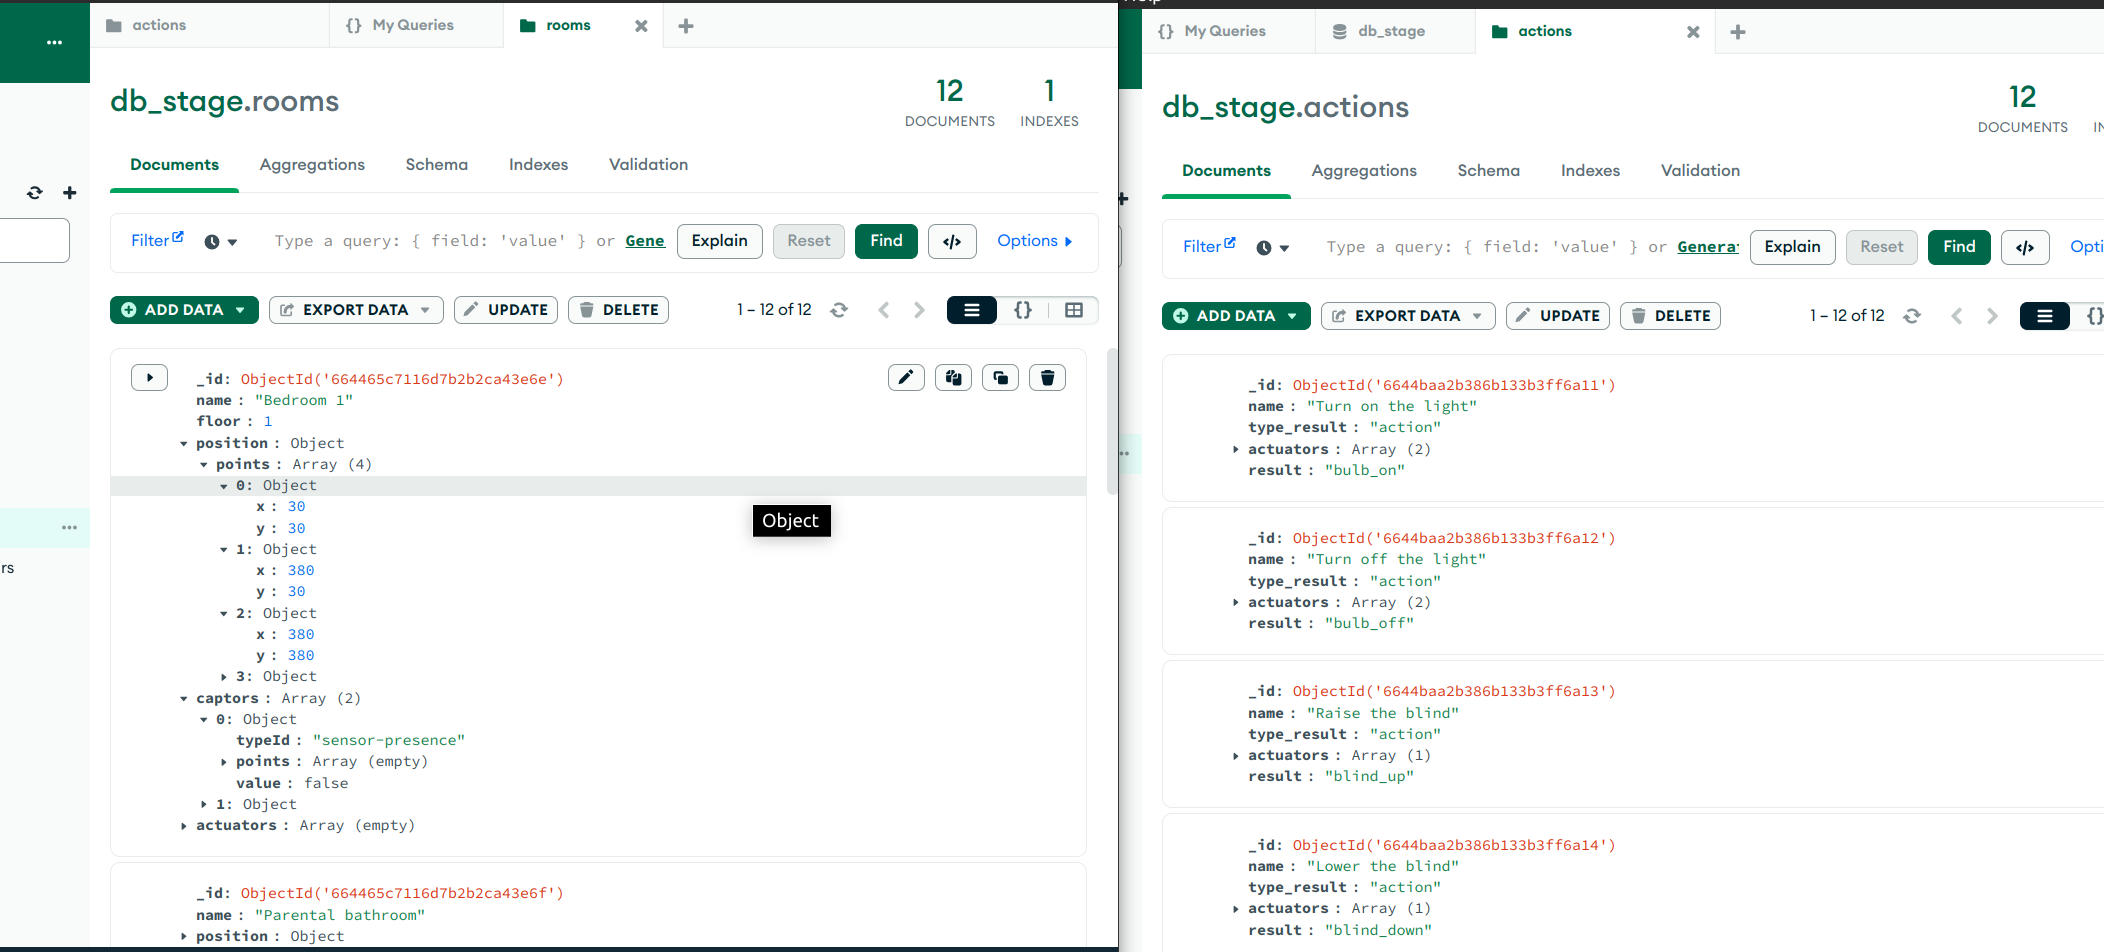 actions
{} My Queries
rooms
db_stage.rooms
12
DOCUMENTS
1
INDEXES
Documents
Aggregations
Schema
Indexes
Validation
Filter
Type a query: { field: 'value' } or Gene
Explain
Reset
Find
</>
Options
ADD DATA
EXPORT DATA
UPDATE
DELETE
1 – 12 of 12
{}
_id: ObjectId('664465c7116d7b2b2ca43e6e')
name : "Bedroom 1"
floor : 1
position : Object
points : Array (4)
0: Object
x : 30
y : 30
1: Object
x : 380
y : 30
2: Object
x : 380
y : 380
3: Object
captors : Array (2)
0: Object
typeId : "sensor-presence"
points : Array (empty)
value : false
1: Object
actuators : Array (empty)
Object
_id: ObjectId('664465c7116d7b2b2ca43e6f')
name : "Parental bathroom"
position : Object
rs
{} My Queries
db_stage
actions
db_stage.actions
12
DOCUMENTS
IN
Documents
Aggregations
Schema
Indexes
Validation
Filter
Type a query: { field: 'value' } or Genera
Explain
Reset
Find
</>
Opti
ADD DATA
EXPORT DATA
UPDATE
DELETE
1 – 12 of 12
{}
_id: ObjectId('6644baa2b386b133b3ff6a11')
name : "Turn on the light"
type_result : "action"
actuators : Array (2)
result : "bulb_on"
_id: ObjectId('6644baa2b386b133b3ff6a12')
name : "Turn off the light"
type_result : "action"
actuators : Array (2)
result : "bulb_off"
_id: ObjectId('6644baa2b386b133b3ff6a13')
name : "Raise the blind"
type_result : "action"
actuators : Array (1)
result : "blind_up"
_id: ObjectId('6644baa2b386b133b3ff6a14')
name : "Lower the blind"
type_result : "action"
actuators : Array (1)
result : "blind_down"